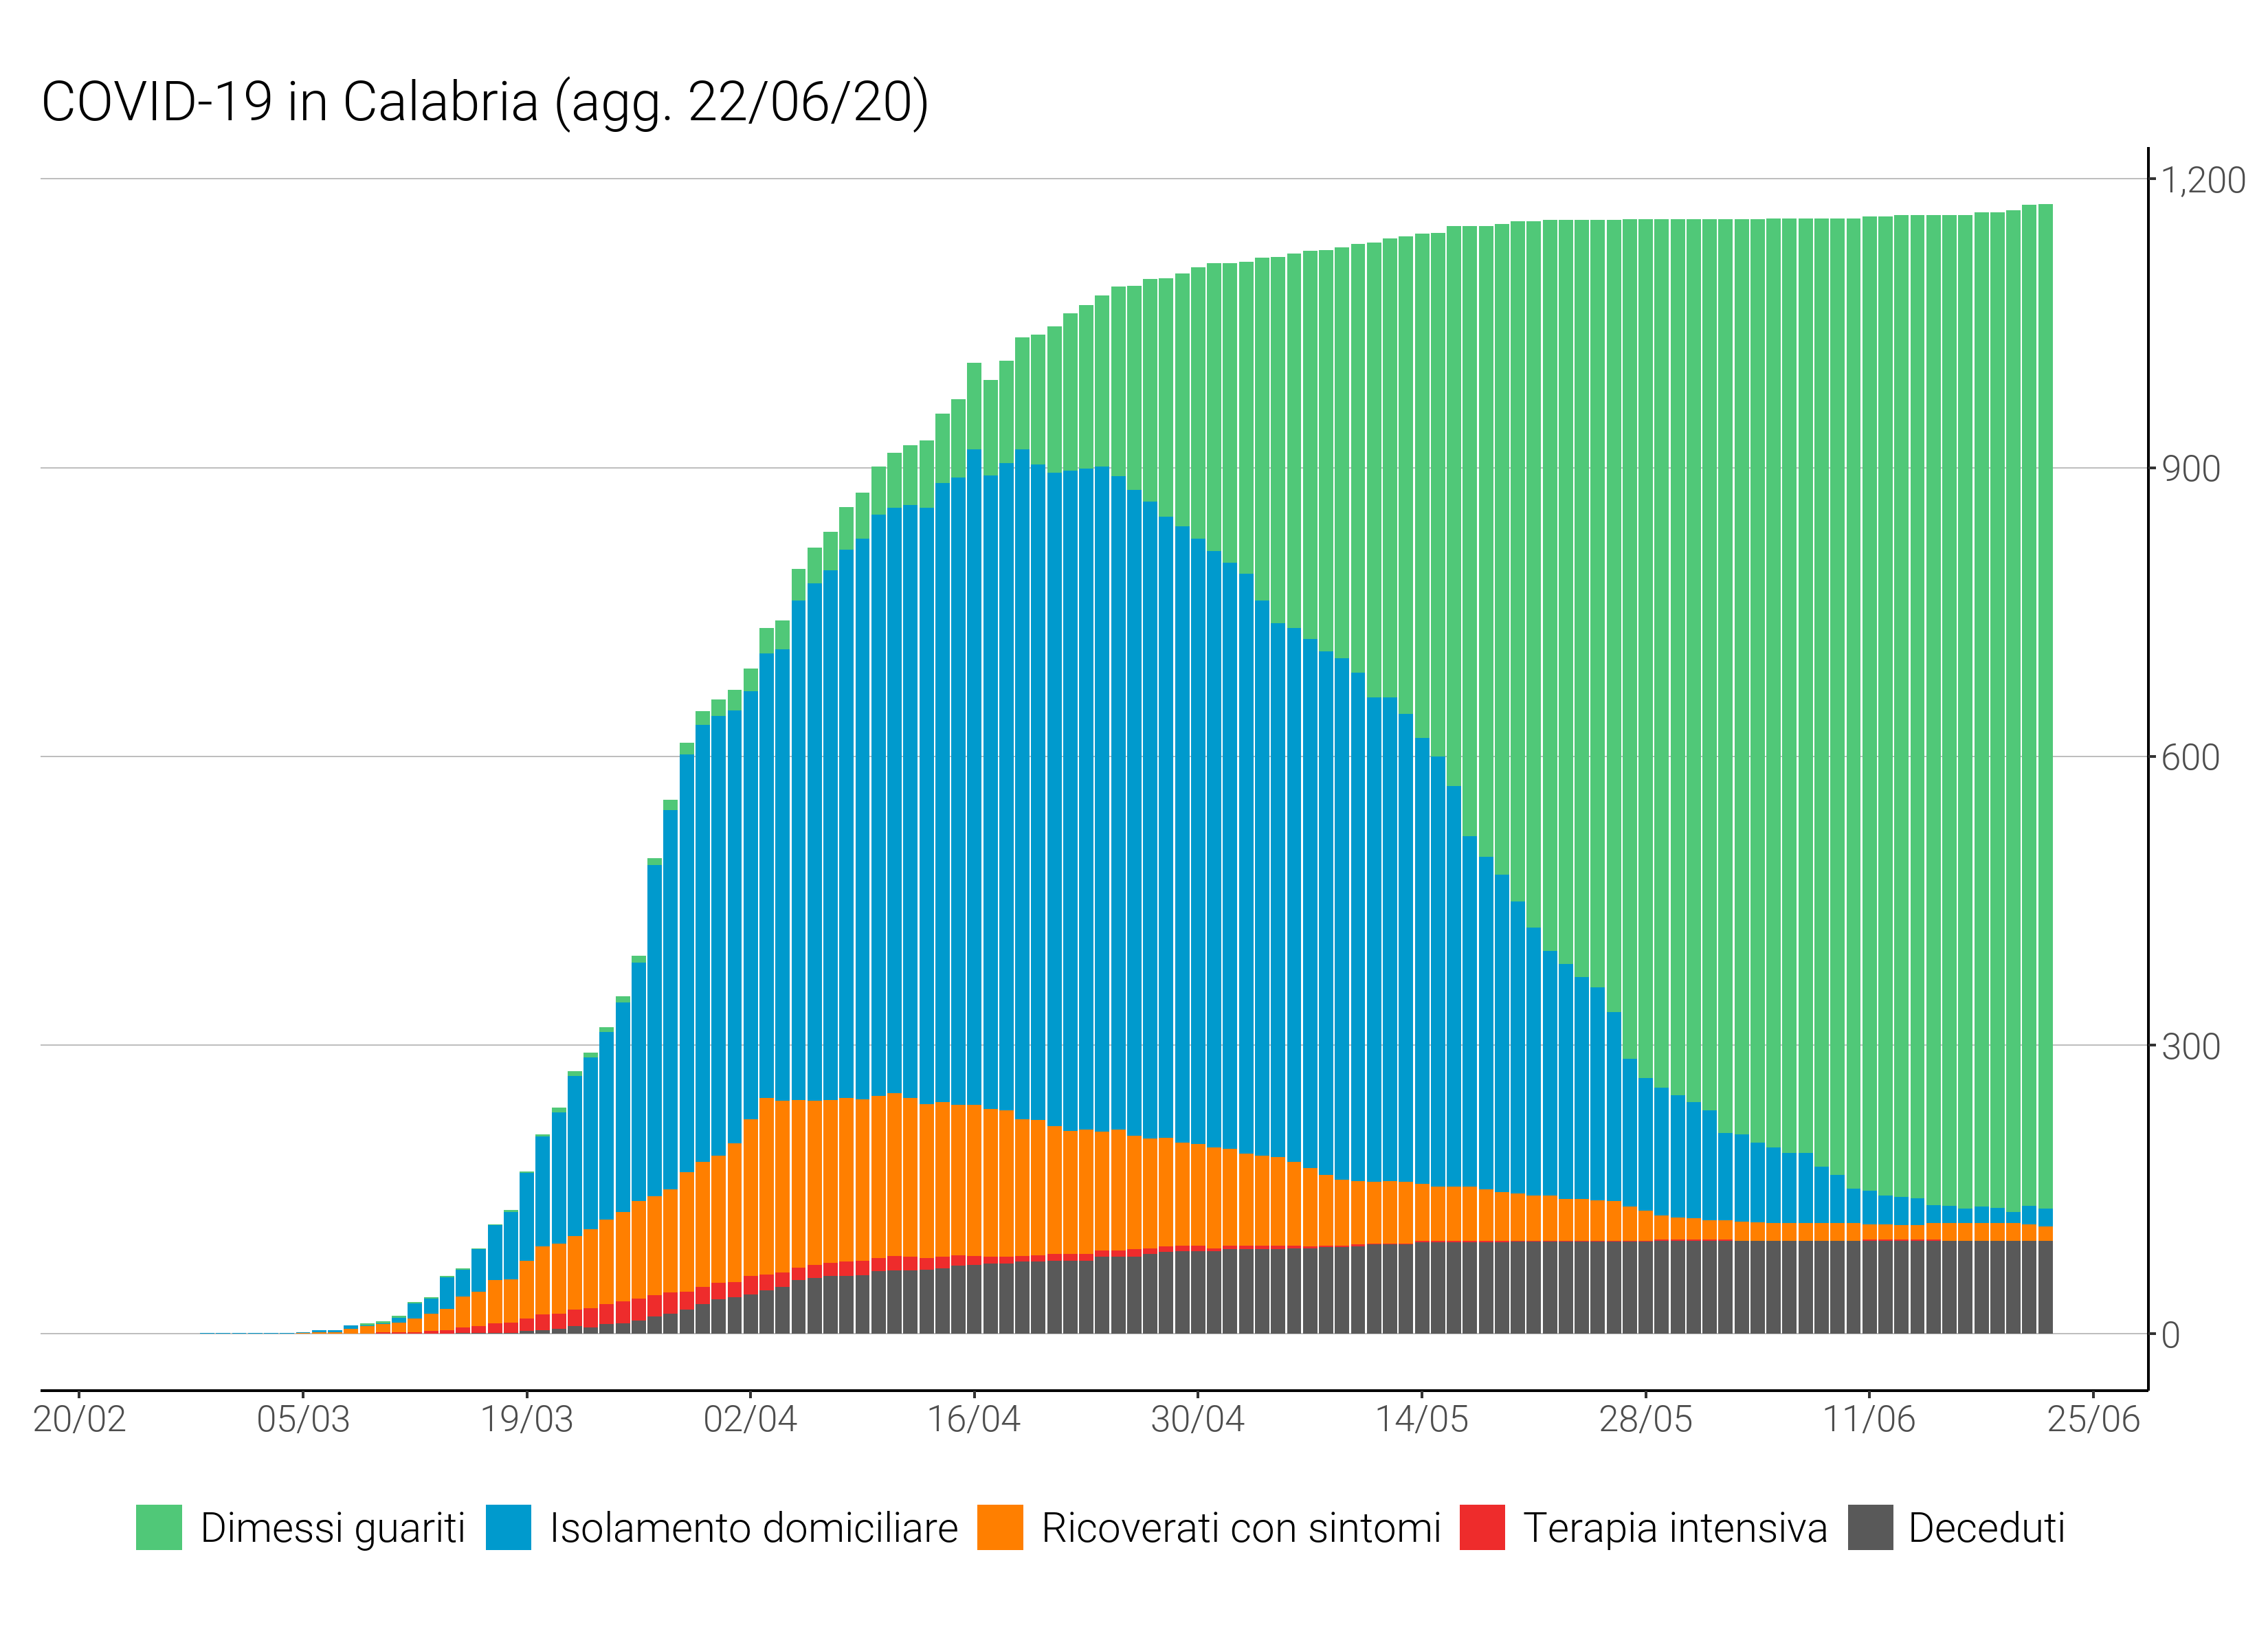 COVID-19 in Calabria (agg. 22/06/20)
1,200
900
600
300
0
20/02 05/03 19/03 02/04 16/04 30/04 14/05 28/05 11/06 25/06
Dimessi guariti Isolamento domiciliare Ricoverati con sintomi Terapia intensiva Deceduti